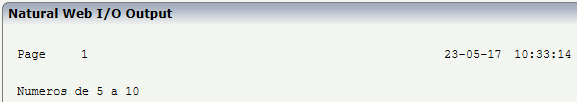 Natural Web I/O Output
Page 1 23-05-17 10:33:14
Numeros de 5 a 10